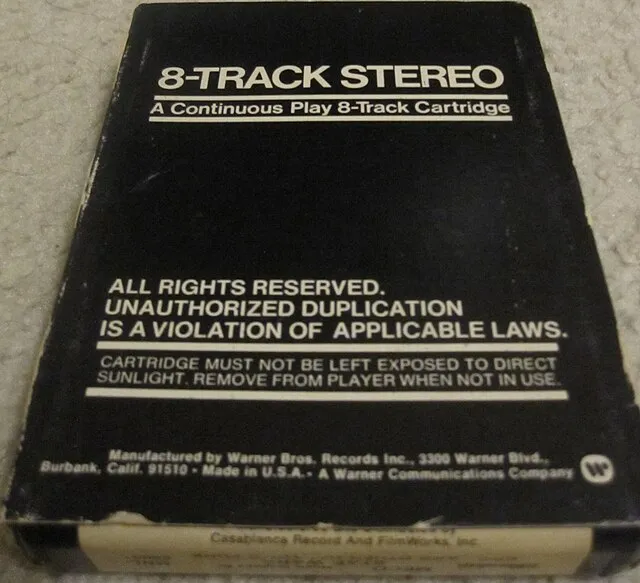 8-TRACK STEREO
A Continuous Play 8-Track Cartridge
ALL RIGHTS RESERVED.
UNAUTHORIZED DUPLICATION
IS A VIOLATION OF APPLICABLE LAWS.
CARTRIDGE MUST NOT BE LEFT EXPOSED TO DIRECT
SUNLIGHT. REMOVE FROM PLAYER WHEN NOT IN USE.
Manufactured by Warner Bros. Records Inc., 3300 Warner Blvd.,
Burbank, Calif. 91510 • Made in U.S.A. • A Warner Communications Company
by
Casablanca Record And FilmWorks, Inc.